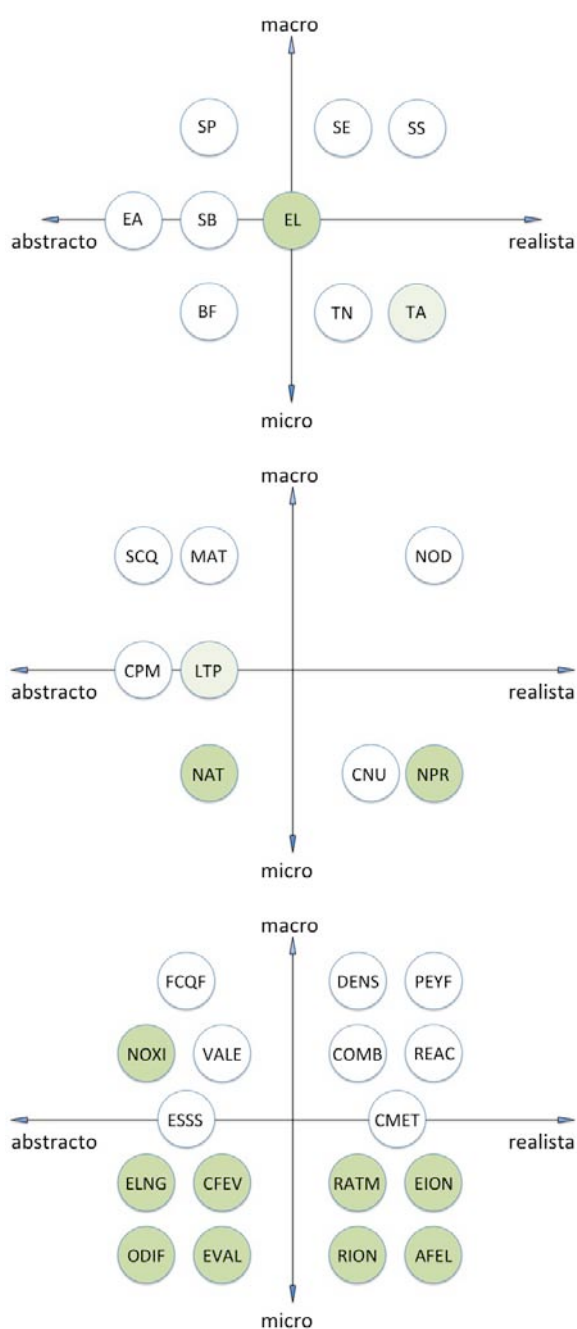 macro
SP SE SS
EA SB EL
abstracto realista
BF TN TA
micro
macro
SCQ MAT NOD
CPM LTP
abstracto realista
NAT CNU NPR
micro
macro
FCQF DENS PEYF
NOXI VALE COMB REAC
ESSS CMET
abstracto realista
ELNG CFEV RATM EION
ODIF EVAL RION AFEL
micro